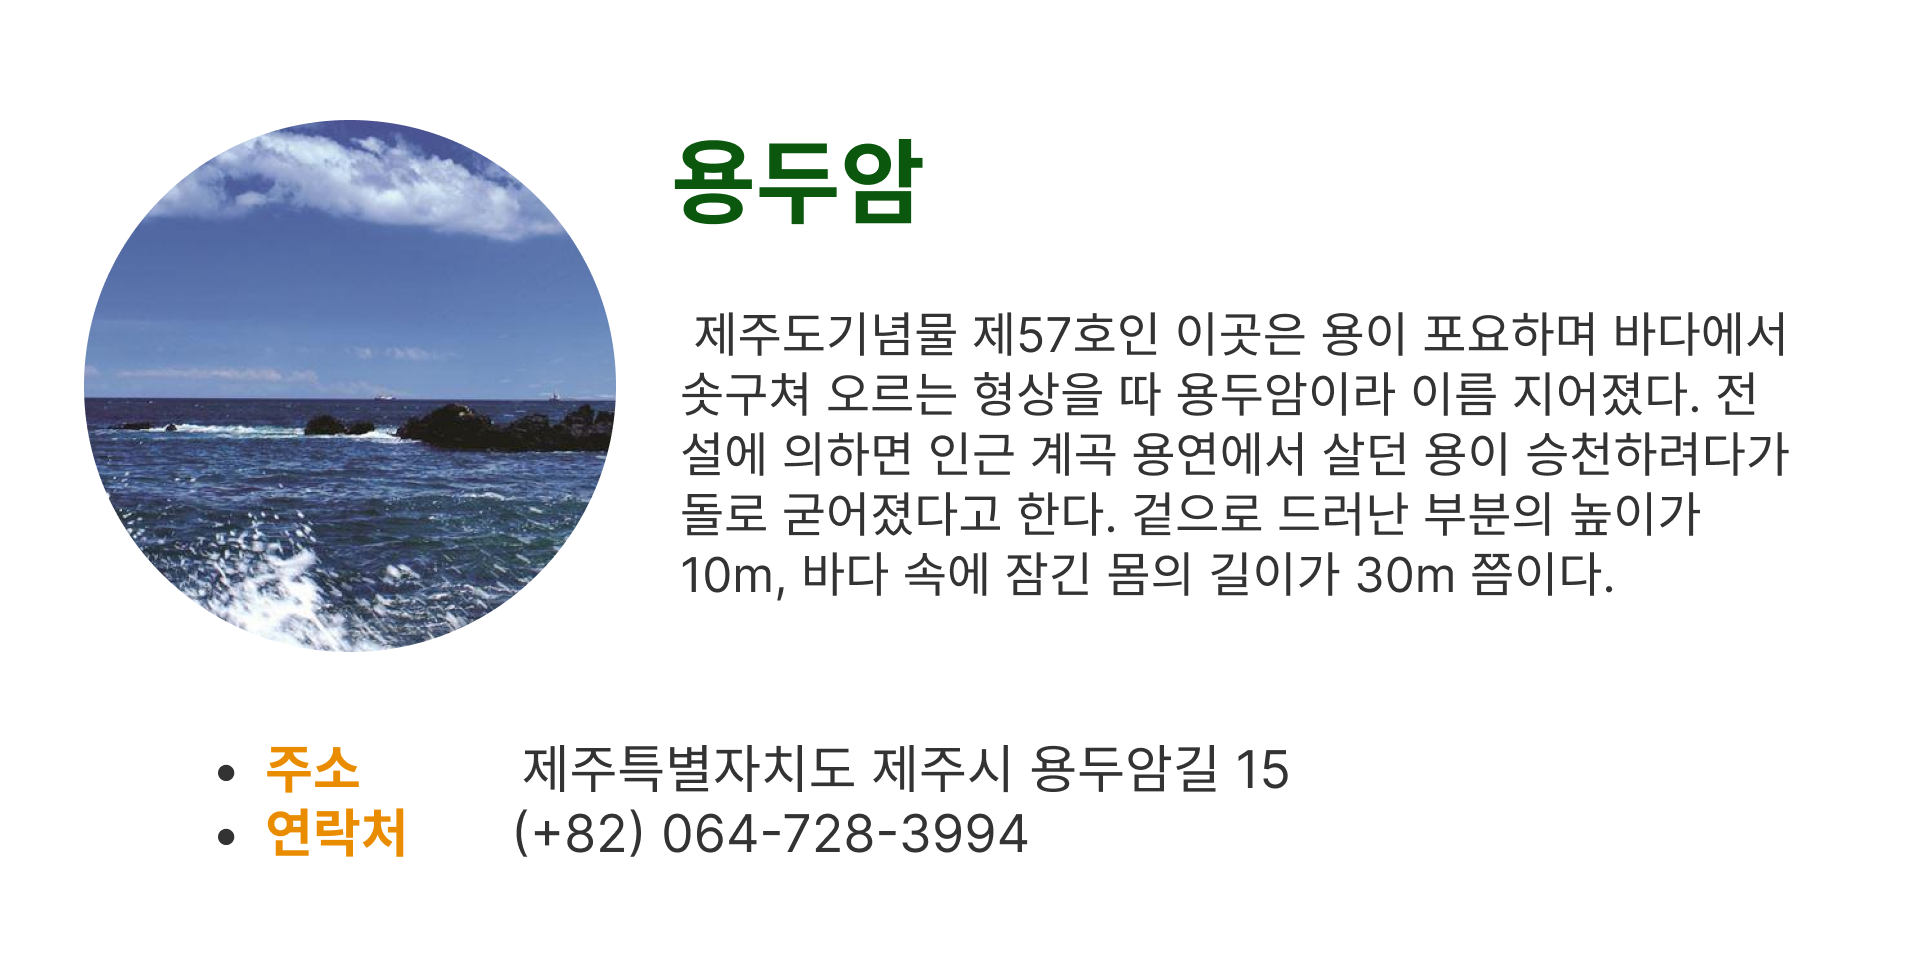 용두암
제주도기념물 제57호인 이곳은 용이 포요하며 바다에서
솟구쳐 오르는 형상을 따 용두암이라 이름 지어졌다. 전
설에 의하면 인근 계곡 용연에서 살던 용이 승천하려다가
돌로 굳어졌다고 한다. 겉으로 드러난 부분의 높이가
10m, 바다 속에 잠긴 몸의 길이가 30m 쯤이다.
• 주소 제주특별자치도 제주시 용두암길 15
• 연락처 (+82) 064-728-3994